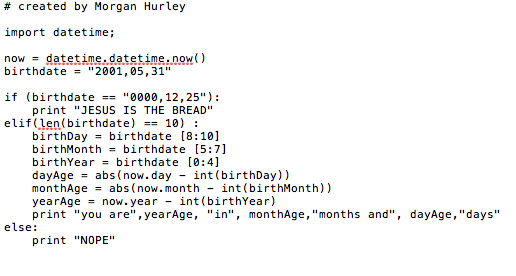 # created by Morgan Hurley
import datetime;
now = datetime.datetime.now()
birthdate = "2001,05,31"
if (birthdate == "0000,12,25"):
    print "JESUS IS THE BREAD"
elif(len(birthdate) == 10) :
    birthDay = birthdate [8:10]
    birthMonth = birthdate [5:7]
    birthYear = birthdate [0:4]
    dayAge = abs(now.day - int(birthDay))
    monthAge = abs(now.month - int(birthMonth))
    yearAge = now.year - int(birthYear)
    print "you are",yearAge, "in", monthAge,"months and", dayAge,"days"
else:
    print "NOPE"